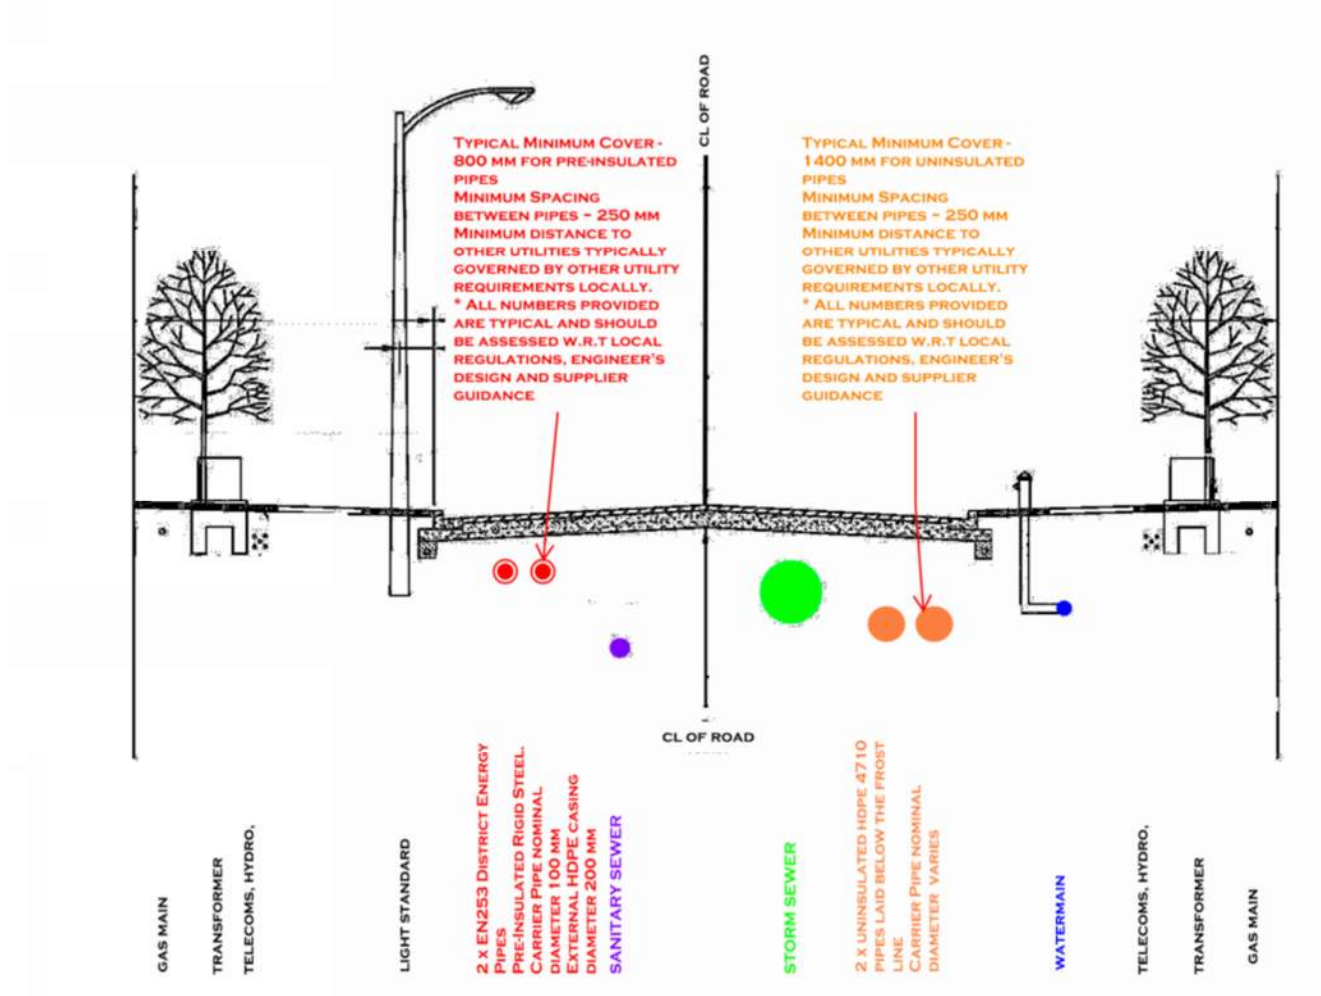 CL OF ROAD
TYPICAL MINIMUM COVER -
800 MM FOR PRE-INSULATED
PIPES
MINIMUM SPACING
BETWEEN PIPES ~ 250 MM
MINIMUM DISTANCE TO
OTHER UTILITIES TYPICALLY
GOVERNED BY OTHER UTILITY
REQUIREMENTS LOCALLY.
* ALL NUMBERS PROVIDED
ARE TYPICAL AND SHOULD
BE ASSESSED W.R.T LOCAL
REGULATIONS, ENGINEER'S
DESIGN AND SUPPLIER
GUIDANCE
TYPICAL MINIMUM COVER -
1400 MM FOR UNINSULATED
PIPES
MINIMUM SPACING
BETWEEN PIPES ~ 250 MM
MINIMUM DISTANCE TO
OTHER UTILITIES TYPICALLY
GOVERNED BY OTHER UTILITY
REQUIREMENTS LOCALLY.
* ALL NUMBERS PROVIDED
ARE TYPICAL AND SHOULD
BE ASSESSED W.R.T LOCAL
REGULATIONS, ENGINEER'S
DESIGN AND SUPPLIER
GUIDANCE
CL OF ROAD
GAS MAIN
TRANSFORMER
TELECOMS, HYDRO,
LIGHT STANDARD
2 X EN253 DISTRICT ENERGY
PIPES
PRE-INSULATED RIGID STEEL.
CARRIER PIPE NOMINAL
DIAMETER 100 MM
EXTERNAL HDPE CASING
DIAMETER 200 MM
SANITARY SEWER
STORM SEWER
2 X UNINSULATED HDPE 4710
PIPES LAID BELOW THE FROST
LINE
CARRIER PIPE NOMINAL
DIAMETER VARIES
WATERMAIN
TELECOMS, HYDRO,
TRANSFORMER
GAS MAIN